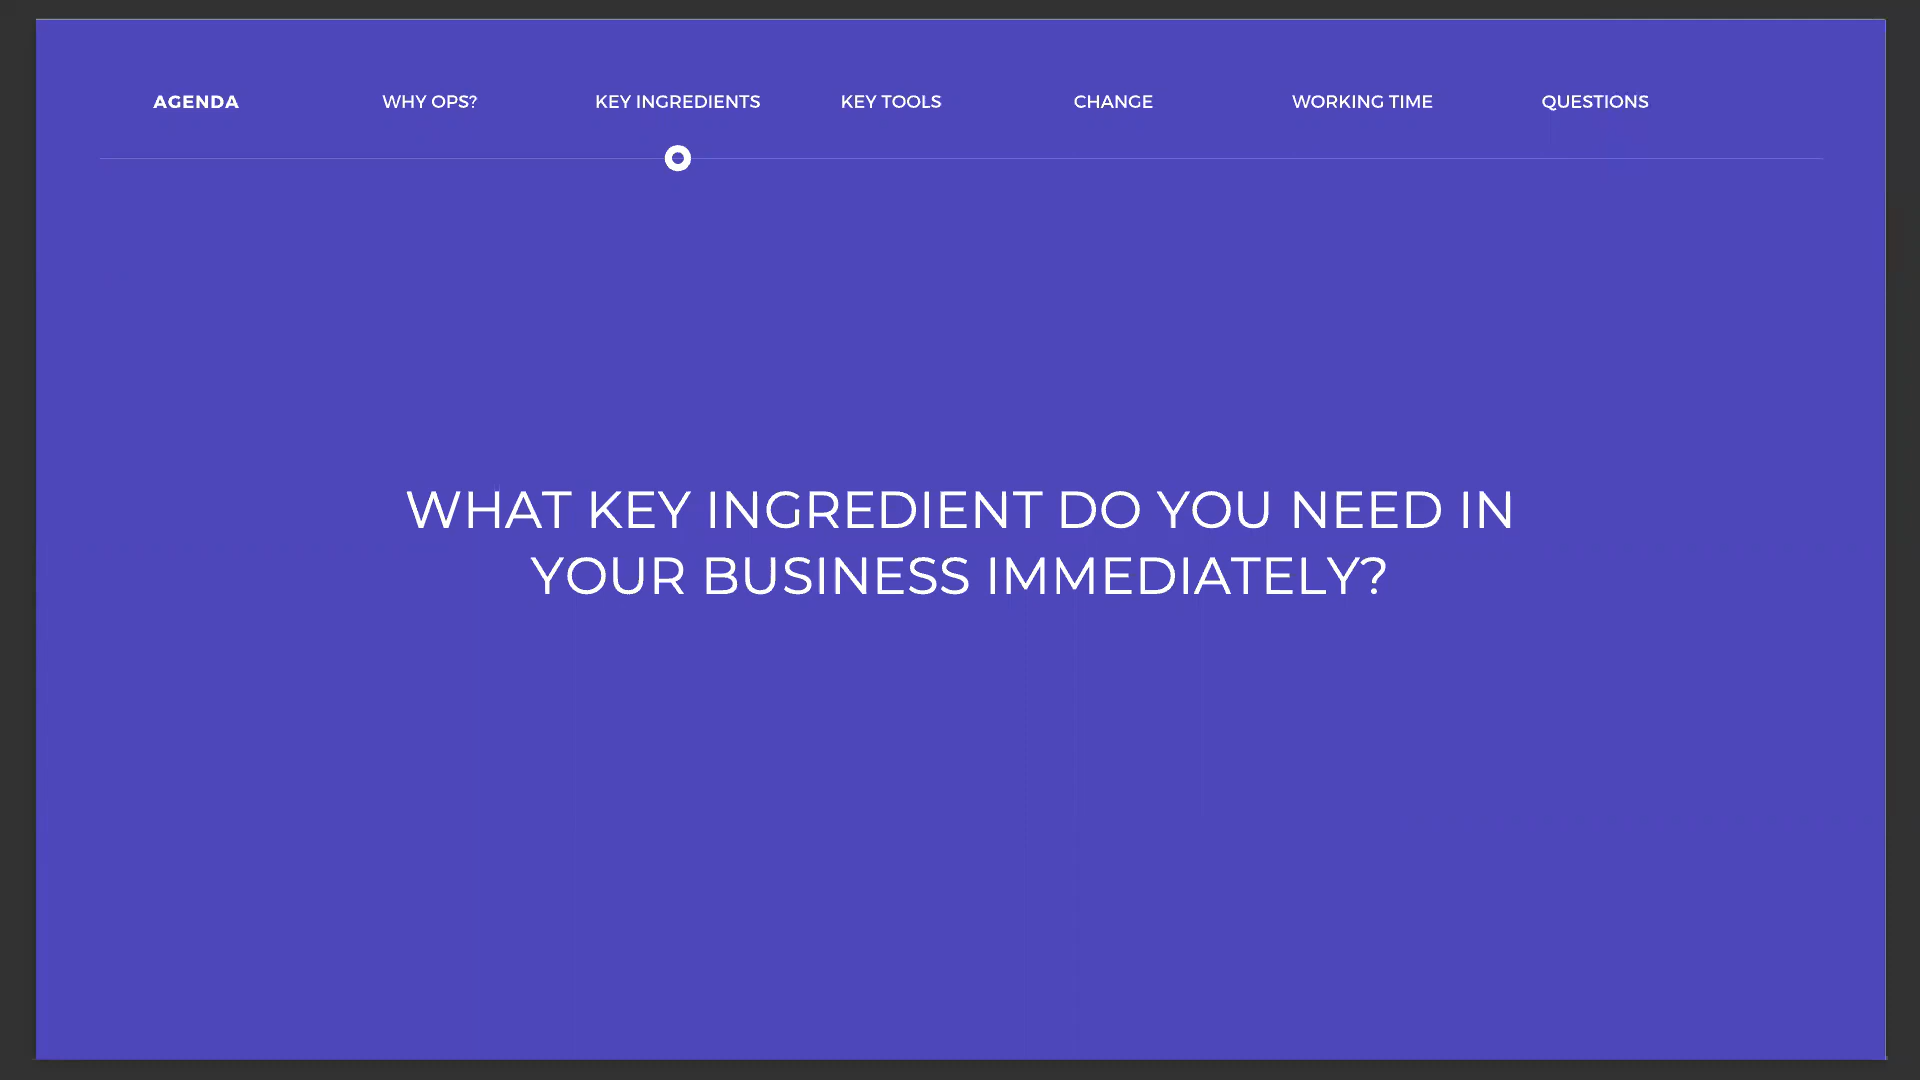 AGENDA WHY OPS? KEY INGREDIENTS KEY TOOLS CHANGE WORKING TIME QUESTIONS
WHAT KEY INGREDIENT DO YOU NEED IN
YOUR BUSINESS IMMEDIATELY?